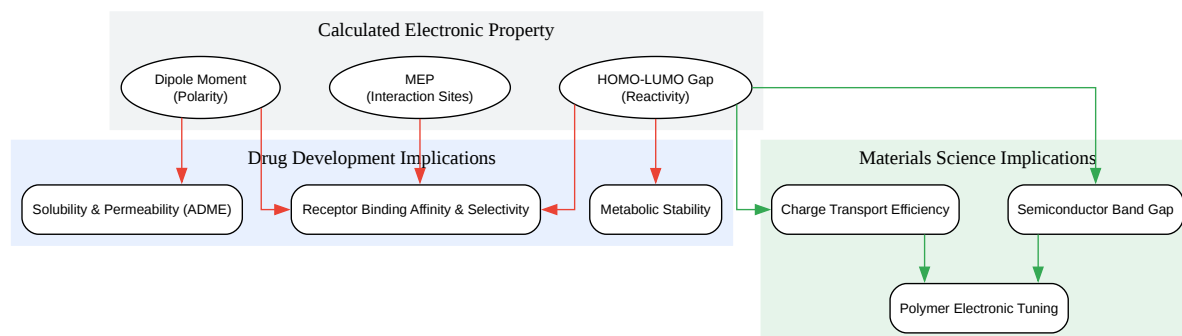 Calculated Electronic Property
Dipole Moment
(Polarity)
MEP
(Interaction Sites)
HOMO-LUMO Gap
(Reactivity)
Drug Development Implications
Materials Science Implications
Solubility & Permeability (ADME)
Receptor Binding Affinity & Selectivity
Metabolic Stability
Charge Transport Efficiency
Semiconductor Band Gap
Polymer Electronic Tuning